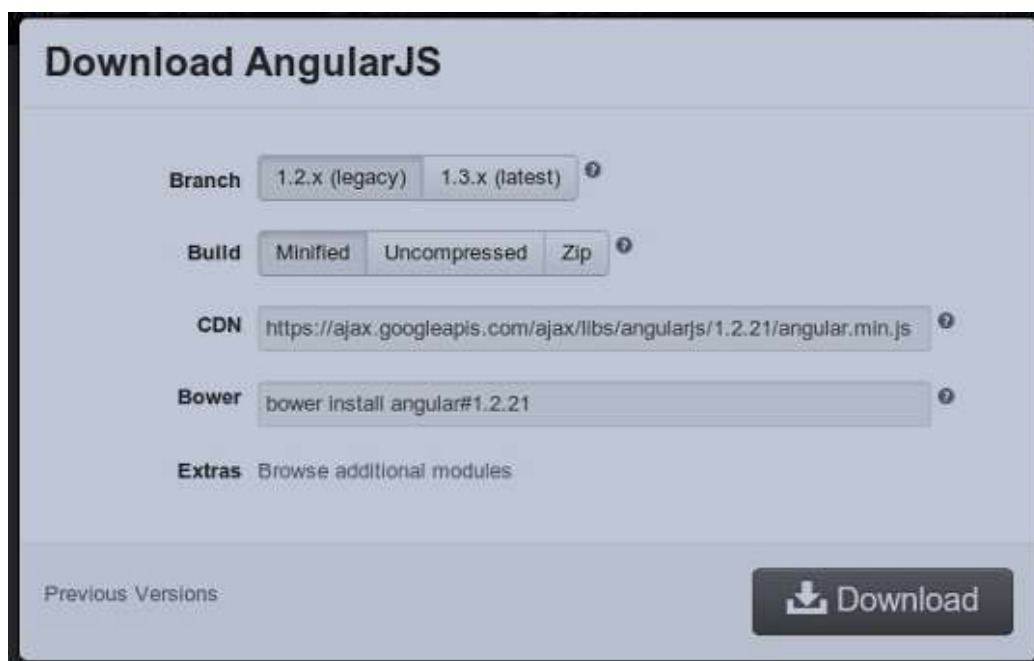 Download AngularJS
Branch 1.2.x (legacy) 1.3.x (latest)
Build Minified Uncompressed Zip
CDN https://ajax.googleapis.com/ajax/libs/angularjs/1.2.21/angular.min.js
Bower bower install angular#1.2.21
Extras Browse additional modules
Previous Versions Download